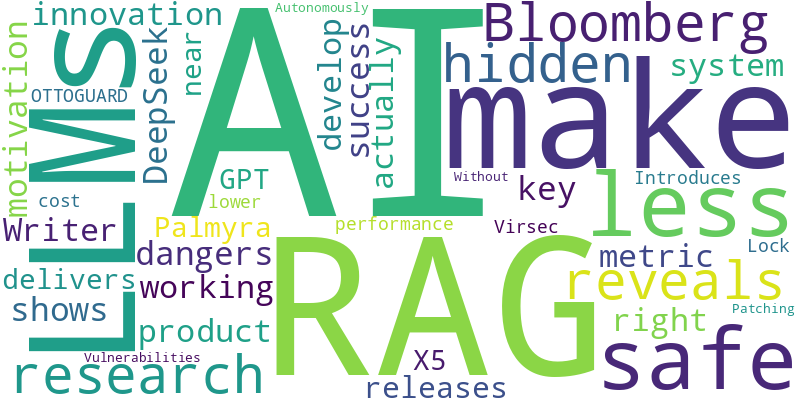 innovation
AI
Autonomously
Bloomberg
motivation
LLMs
DeepSeek
near
develop
success
actually
hidden
system
OTTOGUARD
make
cost
GPT
lower
Without
key
less
Introduces
Writer
Palmyra
performance
Virsec
metric
Lock
dangers
RAG
delivers
working
reveals
shows
product
right
Patching
Vulnerabilities
X5
safe
research
releases